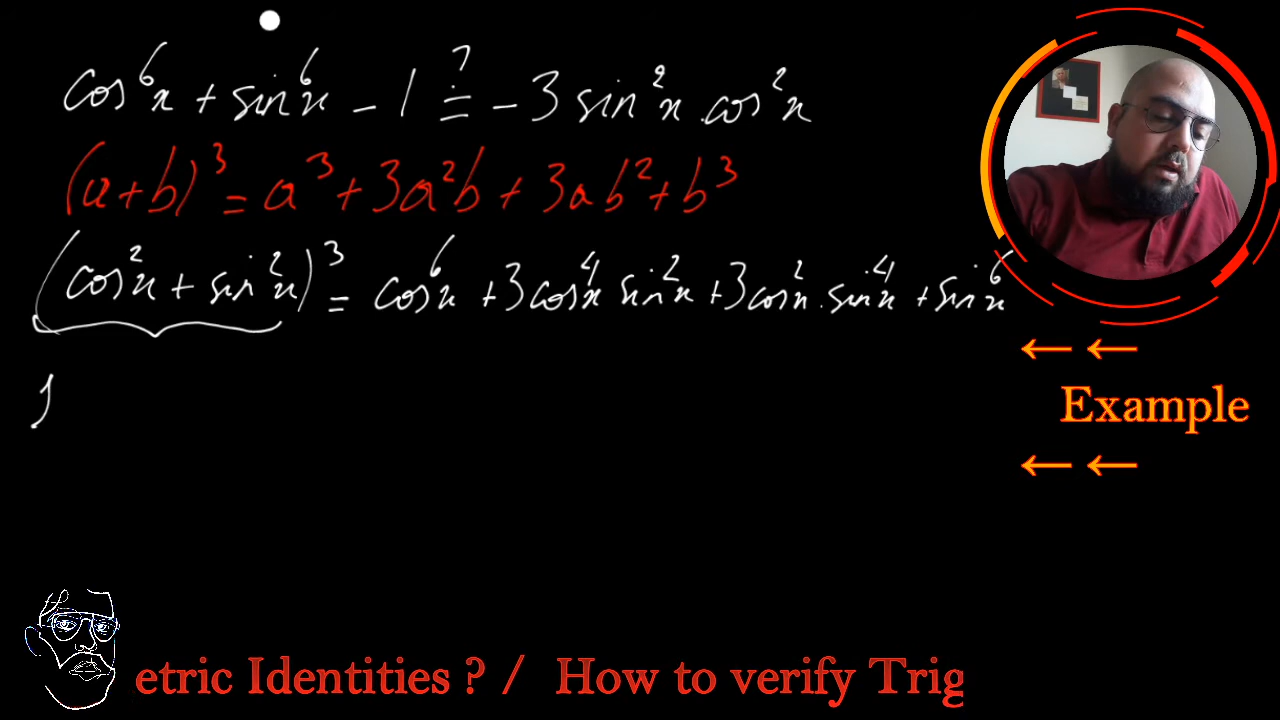 cos⁶x + sin⁶x − 1 ≟ − 3 sin²x . cos²x
(a+b)³ = a³ + 3a²b + 3ab² + b³
(cos²x + sin²x)³ = cos⁶x + 3cos⁴x sin²x + 3cos²x . sin⁴x + sin⁶x
1
← ←
Example
← ←
etric Identities ? / How to verify Trig